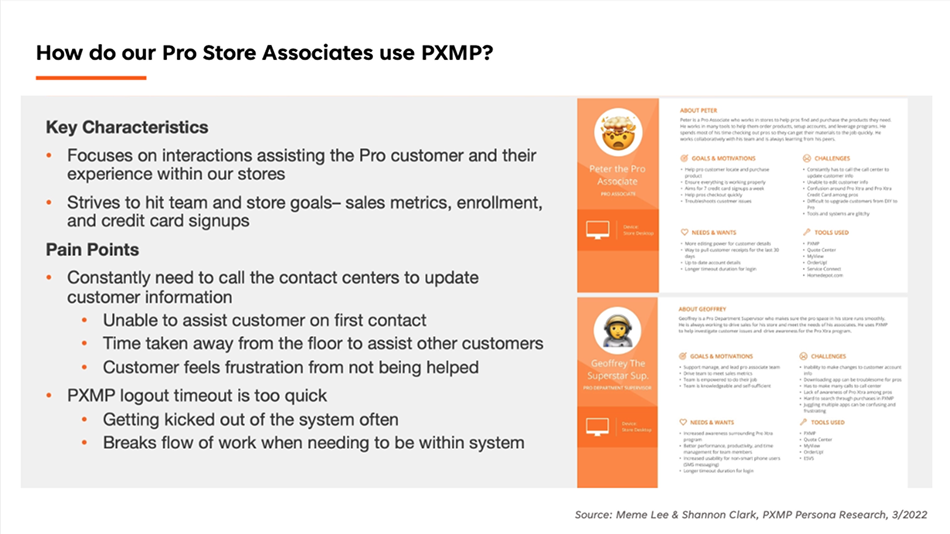 How do our Pro Store Associates use PXMP?
Key Characteristics
• Focuses on interactions assisting the Pro customer and their
experience within our stores
• Strives to hit team and store goals– sales metrics, enrollment,
and credit card signups
Pain Points
• Constantly need to call the contact centers to update
customer information
• Unable to assist customer on first contact
• Time taken away from the floor to assist other customers
• Customer feels frustration from not being helped
• PXMP logout timeout is too quick
• Getting kicked out of the system often
• Breaks flow of work when needing to be within system
Peter the Pro
Associate
PRO ASSOCIATE
Device:
Store Desktop
ABOUT PETER
Peter is a Pro Associate who works in stores to help pros find and purchase the products they need.
He works in many tools to help them order products, setup accounts, and leverage programs. He
spends most of his time checking out pros so they can get their materials to the job quickly. He
works collaboratively with his team and is always learning from his peers.
GOALS & MOTIVATIONS
• Help pro customer locate and purchase
product
• Ensure everything is working properly
• Aims for 7 credit card signups a week
• Help pros checkout quickly
• Troubleshoots customer issues
CHALLENGES
• Constantly has to call the call center to
update customer info
• Unable to edit customer info
• Confusion around Pro Xtra and Pro Xtra
Credit Card among pros
• Difficult to upgrade customers from DIY to
Pro
• Tools and systems are glitchy
NEEDS & WANTS
• More editing power for customer details
• Way to pull customer receipts for the last 30
days
• Up to date account details
• Longer timeout duration for login
TOOLS USED
• PXMP
• Quote Center
• MyView
• OrderUp!
• Service Connect
• Homedepot.com
Geoffrey The
Superstar Sup.
PRO DEPARTMENT SUPERVISOR
Device:
Store Desktop
ABOUT GEOFFREY
Geoffrey is a Pro Department Supervisor who makes sure the pro space in his store runs smoothly.
He is always working to drive sales for his store and meet the needs of his associates. He uses PXMP
to help investigate customer issues and drive awareness for the Pro Xtra program.
GOALS & MOTIVATIONS
• Support manage, and lead pro associate team
• Drive team to meet sales metrics
• Team is empowered to do their job
• Team is knowledgeable and self-sufficient
CHALLENGES
• Visibility to make changes to customer account
info
• Downloading app can be troublesome for pros
• Has to make many calls to call center
• Lack of awareness of Pro Xtra among pros
• Hard to search through purchases in PXMP
• Juggling multiple apps can be confusing and
frustrating
NEEDS & WANTS
• Increased awareness surrounding Pro Xtra
program
• Better performance, productivity, and time
management for team members
• Increased usability for non-smart phone users
(SMS messaging)
• Longer timeout duration for login
TOOLS USED
• PXMP
• Quote Center
• MyView
• OrderUp!
• ESVS
Source: Meme Lee & Shannon Clark, PXMP Persona Research, 3/2022